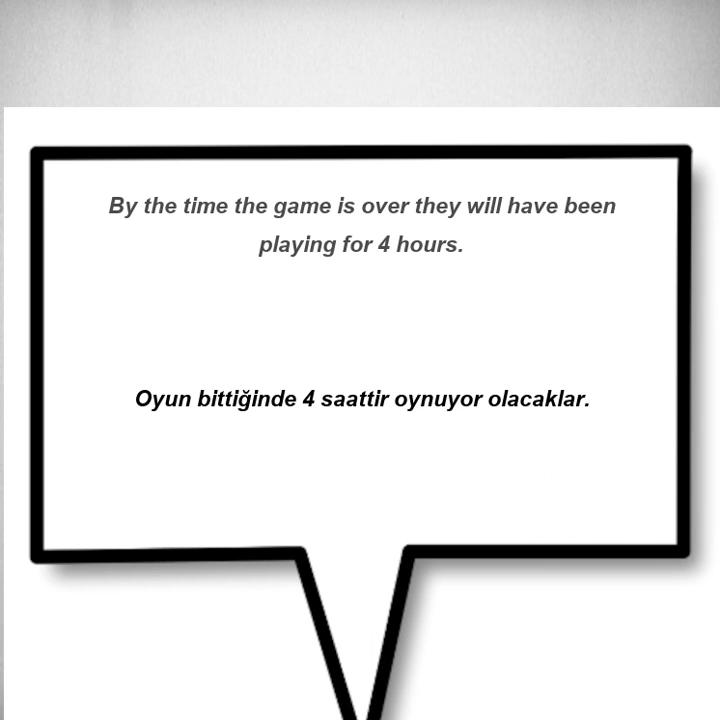 By the time the game is over they will have been
playing for 4 hours.
Oyun bittiğinde 4 saattir oynuyor olacaklar.